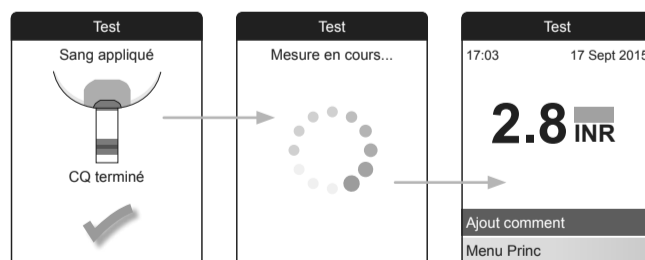 Test
Sang appliqué
CQ terminé
Test
Mesure en cours...
Test
17:03 17 Sept 2015
2.8 INR
Ajout comment
Menu Princ